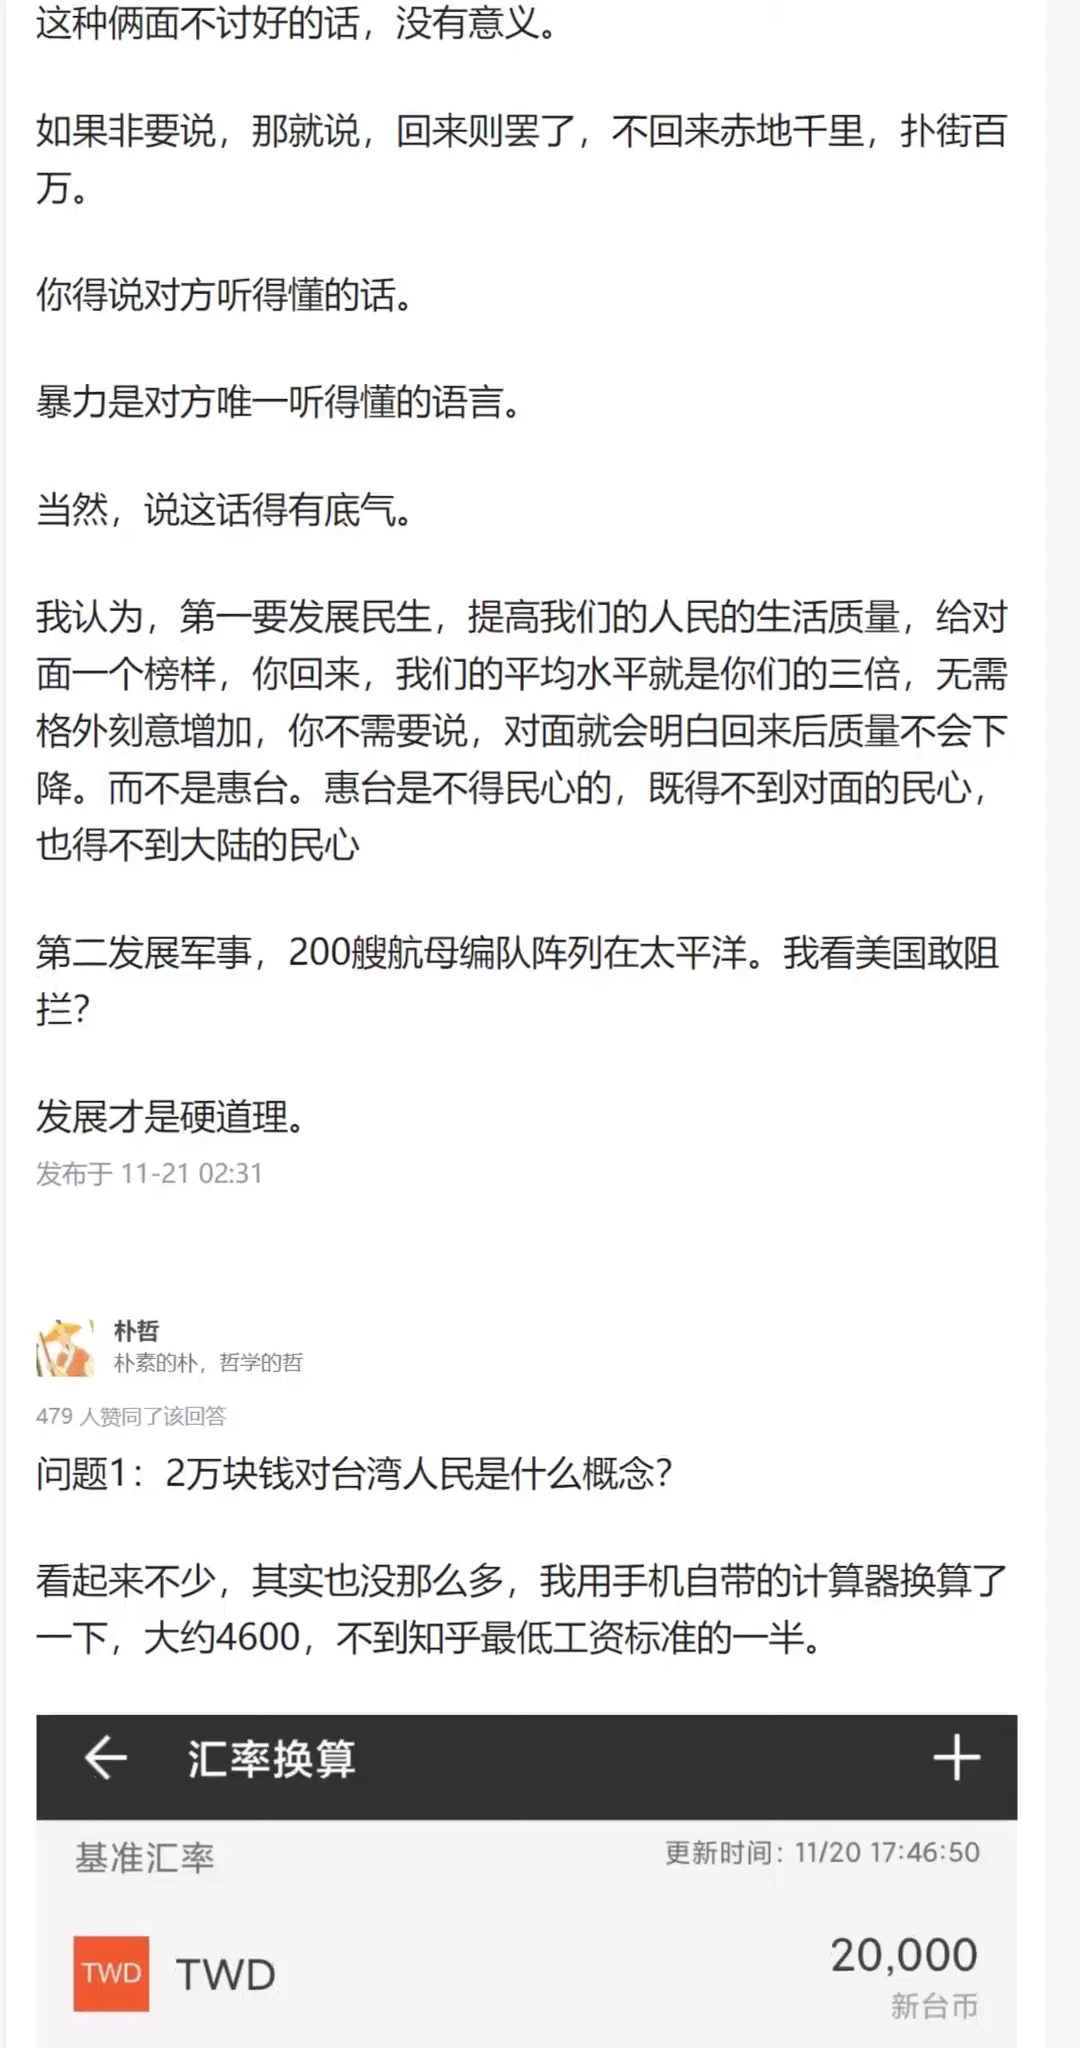 这种俩面不讨好的话，没有意义。
如果非要说，那就说，回来则罢了，不回来赤地千里，扑街百
万。
你得说对方听得懂的话。
暴力是对方唯一听得懂的语言。
当然，说这话得有底气。
我认为，第一要发展民生，提高我们的人民的生活质量，给对
面一个榜样，你回来，我们的平均水平就是你们的三倍，无需
格外刻意增加，你不需要说，对面就会明白回来后质量不会下
降。而不是惠台。惠台是不得民心的，既得不到对面的民心，
也得不到大陆的民心
第二发展军事，200艘航母编队阵列在太平洋。我看美国敢阻
拦？
发展才是硬道理。
发布于 11-21 02:31
朴哲
朴素的朴，哲学的哲
479 人赞同了该回答
问题1：2万块钱对台湾人民是什么概念？
看起来不少，其实也没那么多，我用手机自带的计算器换算了
一下，大约4600，不到知乎最低工资标准的一半。
汇率换算
基准汇率
更新时间：11/20 17:46:50
TWD
TWD
20,000
新台币